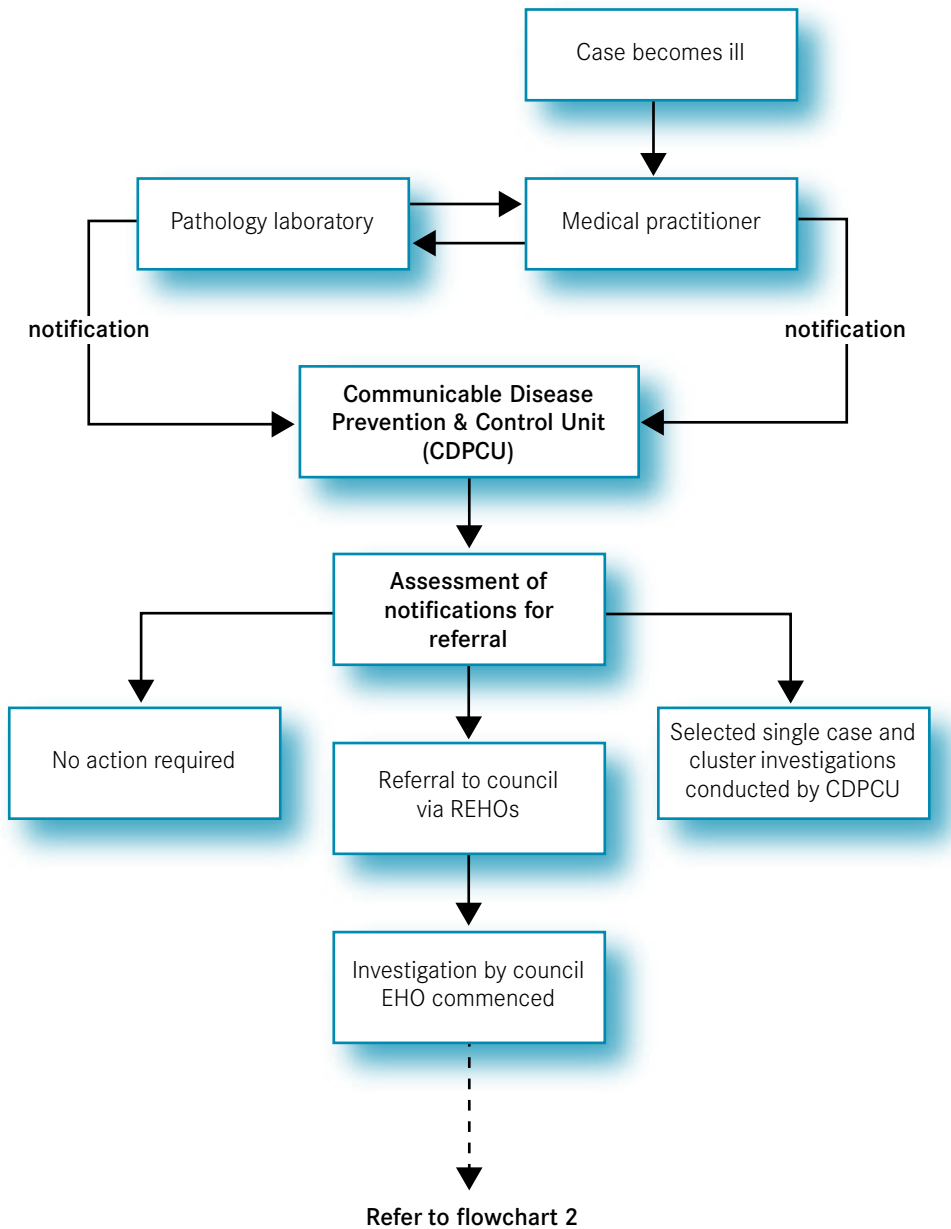 Case becomes ill
Pathology laboratory
Medical practitioner
notification
notification
Communicable Disease
Prevention & Control Unit
(CDPCU)
Assessment of
notifications for
referral
No action required
Referral to council
via REHOs
Selected single case and
cluster investigations
conducted by CDPCU
Investigation by council
EHO commenced
Refer to flowchart 2